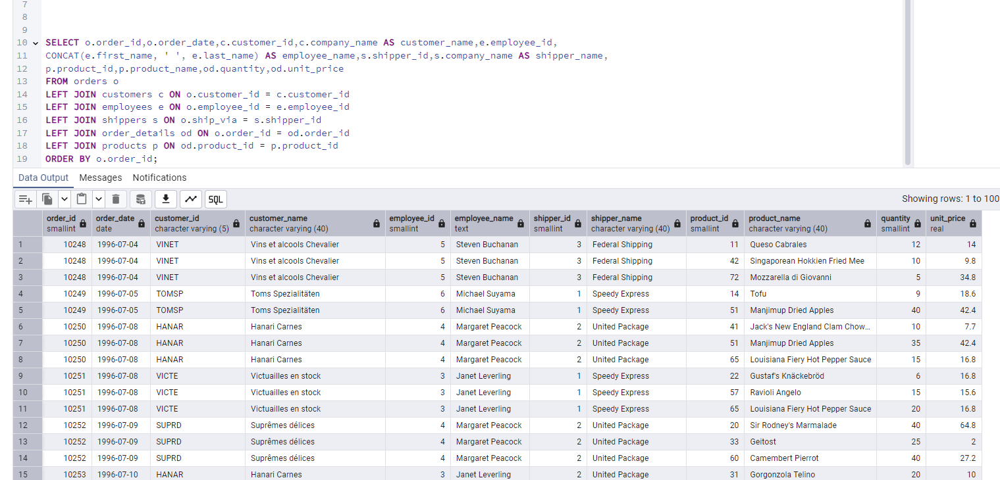 7
8
9
10 SELECT o.order_id,o.order_date,c.customer_id,c.company_name AS customer_name,e.employee_id,
11 CONCAT(e.first_name, ' ', e.last_name) AS employee_name,s.shipper_id,s.company_name AS shipper_name,
12 p.product_id,p.product_name,od.quantity,od.unit_price
13 FROM orders o
14 LEFT JOIN customers c ON o.customer_id = c.customer_id
15 LEFT JOIN employees e ON o.employee_id = e.employee_id
16 LEFT JOIN shippers s ON o.ship_via = s.shipper_id
17 LEFT JOIN order_details od ON o.order_id = od.order_id
18 LEFT JOIN products p ON od.product_id = p.product_id
19 ORDER BY o.order_id;
Data Output Messages Notifications
SQL Showing rows: 1 to 100
order_id order_date customer_id customer_name employee_id employee_name shipper_id shipper_name product_id product_name quantity unit_price
smallint date character varying (5) character varying (40) smallint text smallint character varying (40) smallint character varying (40) smallint real
1 10248 1996-07-04 VINET Vins et alcools Chevalier 5 Steven Buchanan 3 Federal Shipping 11 Queso Cabrales 12 14
2 10248 1996-07-04 VINET Vins et alcools Chevalier 5 Steven Buchanan 3 Federal Shipping 42 Singaporean Hokkien Fried Mee 10 9.8
3 10248 1996-07-04 VINET Vins et alcools Chevalier 5 Steven Buchanan 3 Federal Shipping 72 Mozzarella di Giovanni 5 34.8
4 10249 1996-07-05 TOMSP Toms Spezialitäten 6 Michael Suyama 1 Speedy Express 14 Tofu 9 18.6
5 10249 1996-07-05 TOMSP Toms Spezialitäten 6 Michael Suyama 1 Speedy Express 51 Manjimup Dried Apples 40 42.4
6 10250 1996-07-08 HANAR Hanari Carnes 4 Margaret Peacock 2 United Package 41 Jack's New England Clam Chow... 10 7.7
7 10250 1996-07-08 HANAR Hanari Carnes 4 Margaret Peacock 2 United Package 51 Manjimup Dried Apples 35 42.4
8 10250 1996-07-08 HANAR Hanari Carnes 4 Margaret Peacock 2 United Package 65 Louisiana Fiery Hot Pepper Sauce 15 16.8
9 10251 1996-07-08 VICTE Victuailles en stock 3 Janet Leverling 1 Speedy Express 22 Gustaf's Knäckebröd 6 16.8
10 10251 1996-07-08 VICTE Victuailles en stock 3 Janet Leverling 1 Speedy Express 57 Ravioli Angelo 15 15.6
11 10251 1996-07-08 VICTE Victuailles en stock 3 Janet Leverling 1 Speedy Express 65 Louisiana Fiery Hot Pepper Sauce 20 16.8
12 10252 1996-07-09 SUPRD Suprêmes délices 4 Margaret Peacock 2 United Package 20 Sir Rodney's Marmalade 40 64.8
13 10252 1996-07-09 SUPRD Suprêmes délices 4 Margaret Peacock 2 United Package 33 Geitost 25 2
14 10252 1996-07-09 SUPRD Suprêmes délices 4 Margaret Peacock 2 United Package 60 Camembert Pierrot 40 27.2
15 10253 1996-07-10 HANAR Hanari Carnes 3 Janet Leverling 2 United Package 31 Gorgonzola Telino 20 10